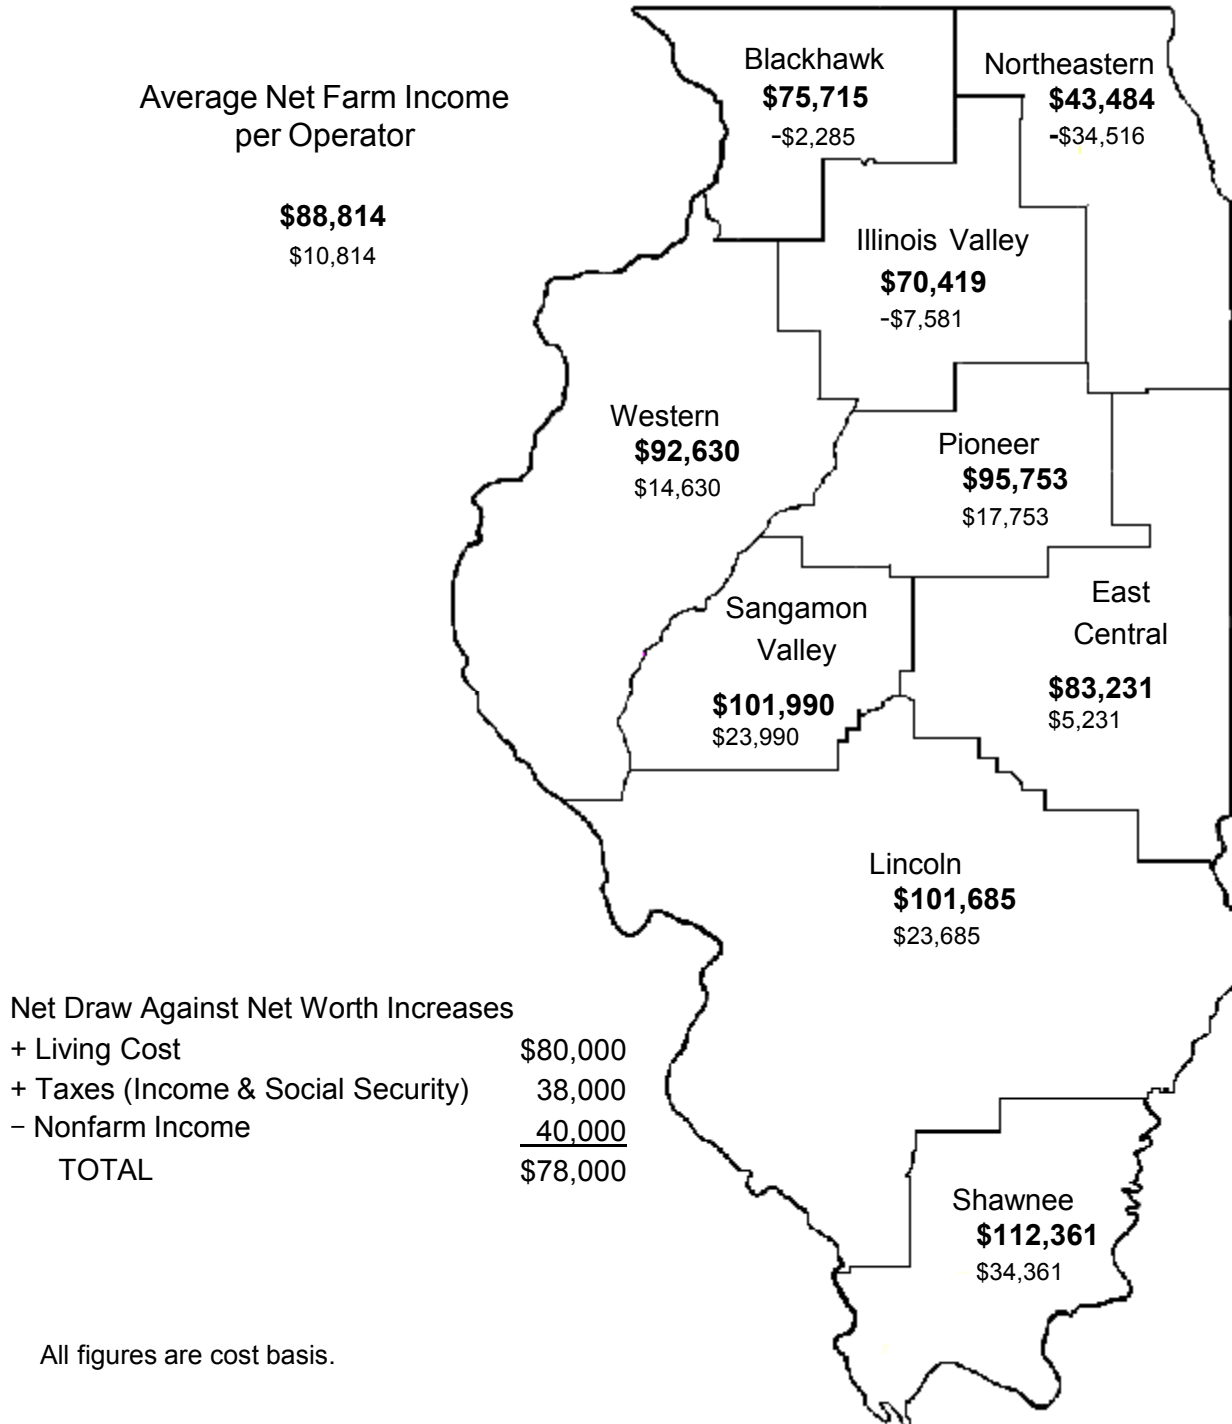 Average Net Farm Income
per Operator
$88,814
$10,814
Blackhawk
$75,715
-$2,285
Northeastern
$43,484
-$34,516
Illinois Valley
$70,419
-$7,581
Western
$92,630
$14,630
Pioneer
$95,753
$17,753
Sangamon
Valley
$101,990
$23,990
East
Central
$83,231
$5,231
Lincoln
$101,685
$23,685
Net Draw Against Net Worth Increases
+ Living Cost $80,000
+ Taxes (Income & Social Security) 38,000
− Nonfarm Income 40,000
TOTAL $78,000
Shawnee
$112,361
$34,361
All figures are cost basis.